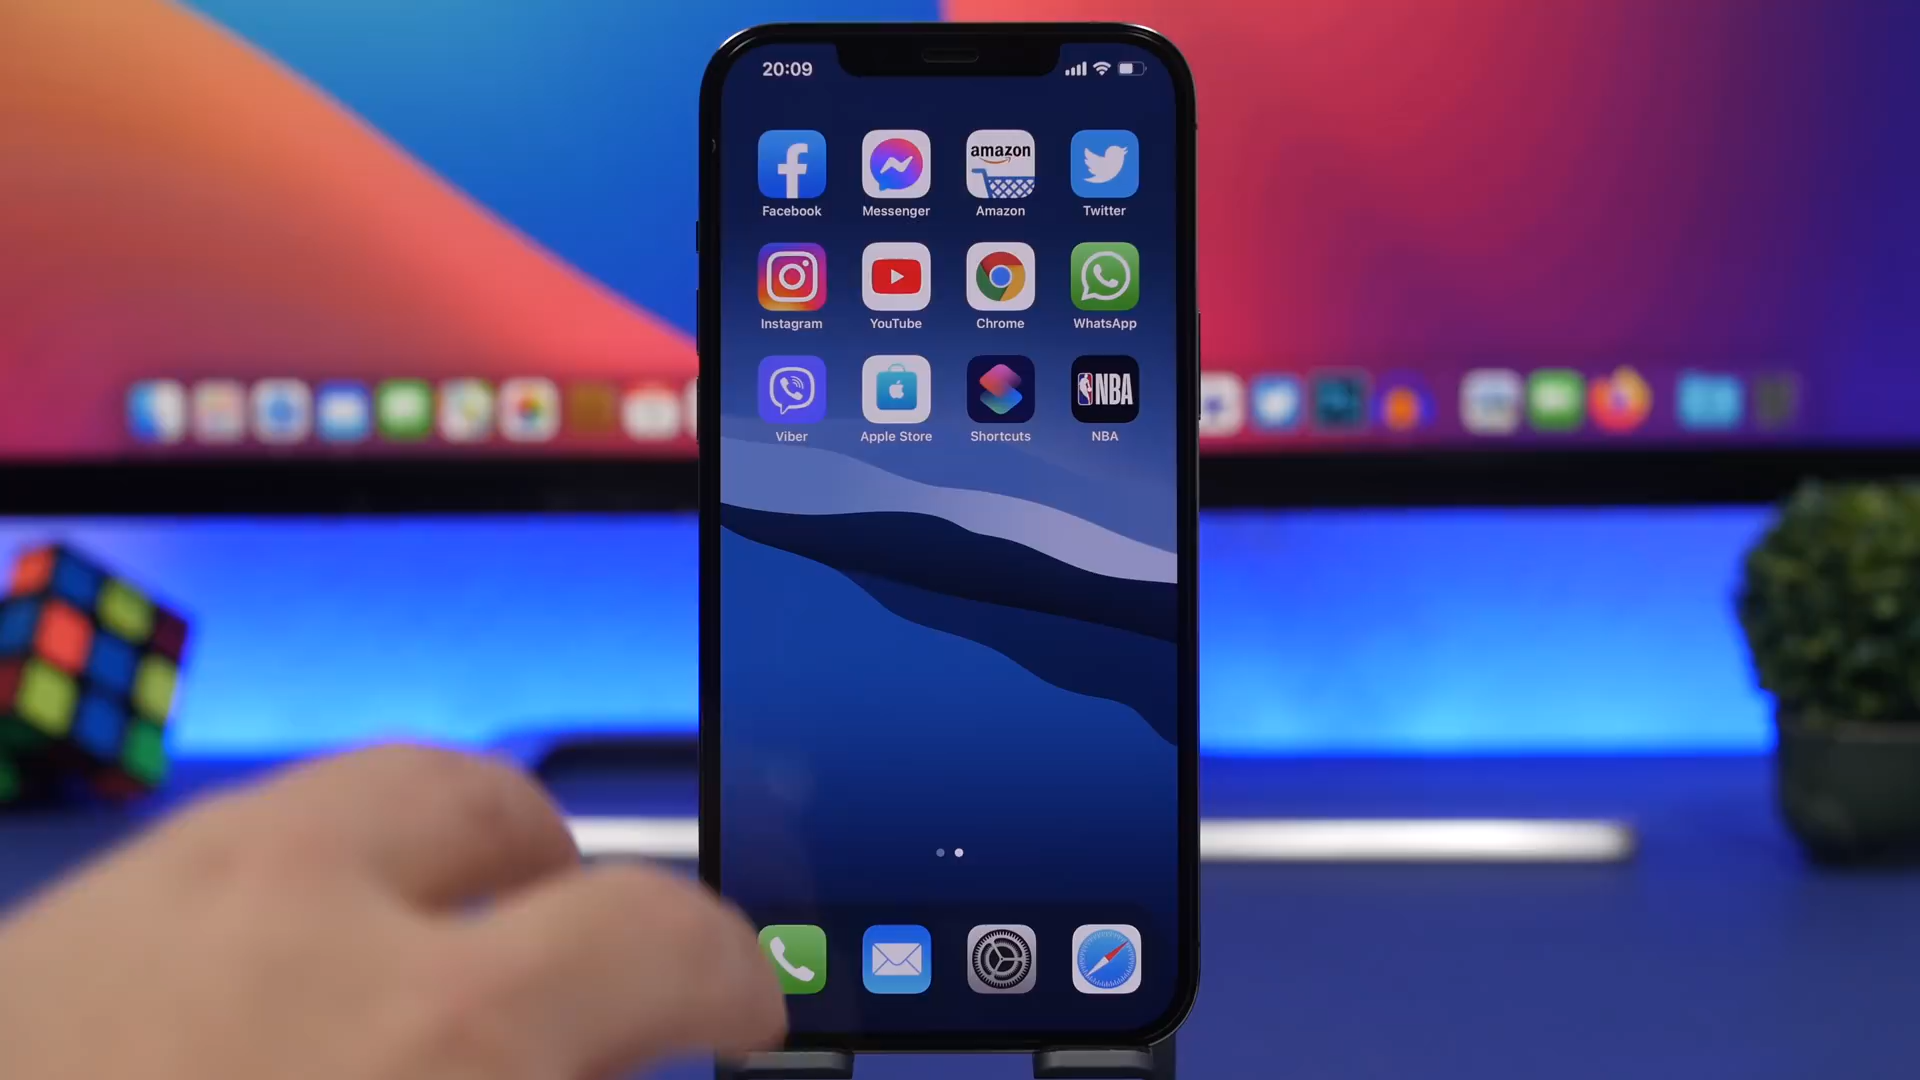 20:09
amazon
Facebook Messenger Amazon Twitter
Instagram YouTube Chrome WhatsApp
NBA
Viber Apple Store Shortcuts NBA